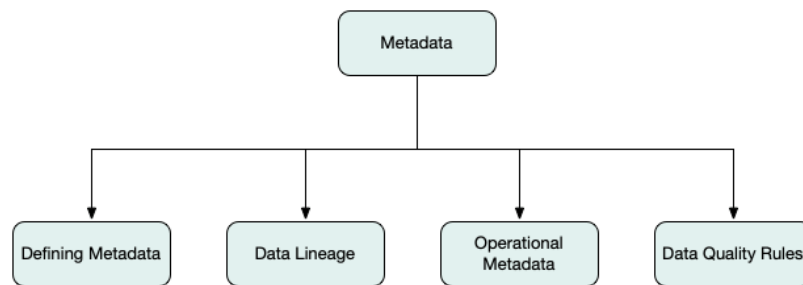 Metadata
Defining Metadata
Data Lineage
Operational
Metadata
Data Quality Rules